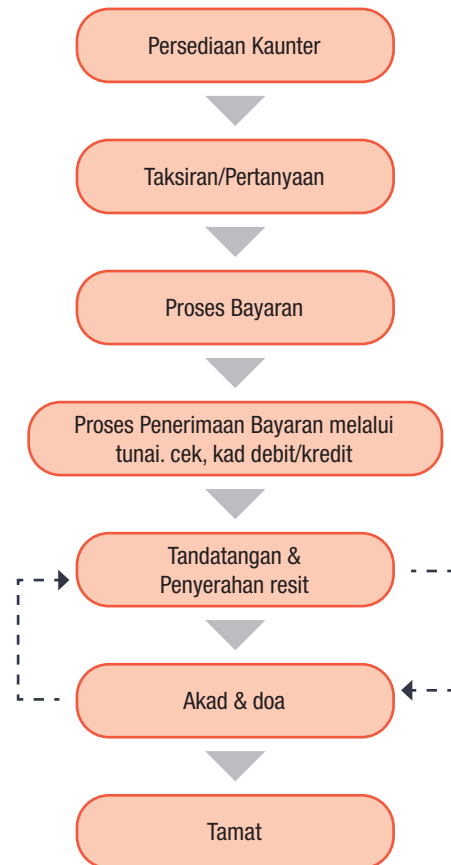 Persediaan Kaunter
Taksiran/Pertanyaan
Proses Bayaran
Proses Penerimaan Bayaran melalui
tunai. cek, kad debit/kredit
Tandatangan &
Penyerahan resit
Akad & doa
Tamat